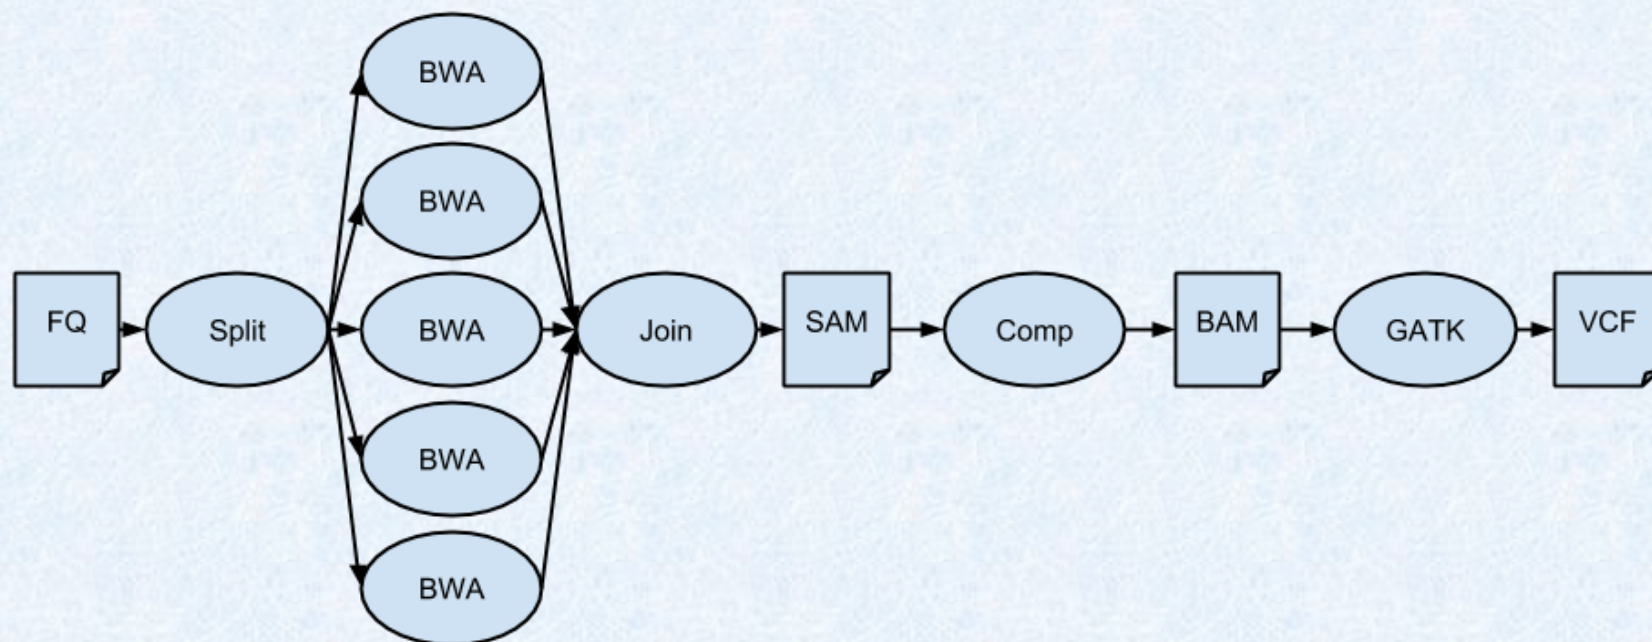 FQ
Split
BWA
BWA
BWA
BWA
BWA
Join
SAM
Comp
BAM
GATK
VCF